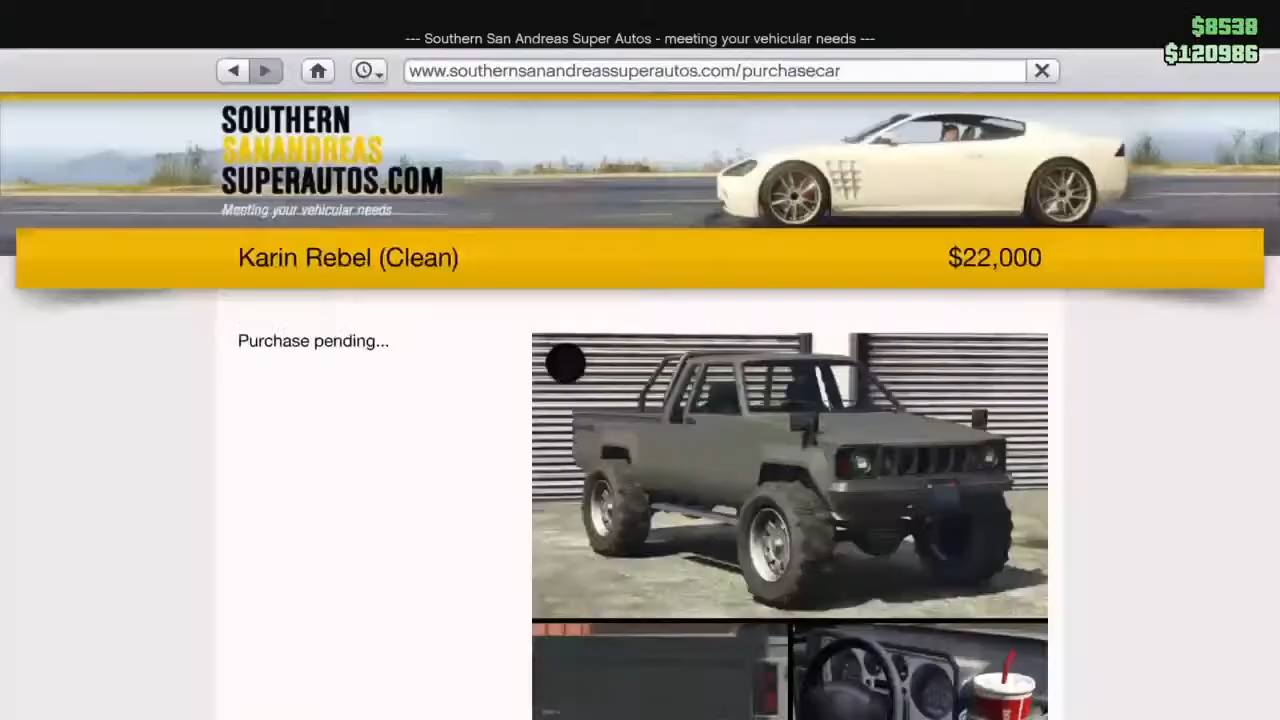 $8538
--- Southern San Andreas Super Autos - meeting your vehicular needs ---
$120986
www.southernsanandreassuperautos.com/purchasecar
SOUTHERN
SANANDREAS
SUPERAUTOS.COM
Meeting your vehicular needs
Karin Rebel (Clean)
$22,000
Purchase pending...